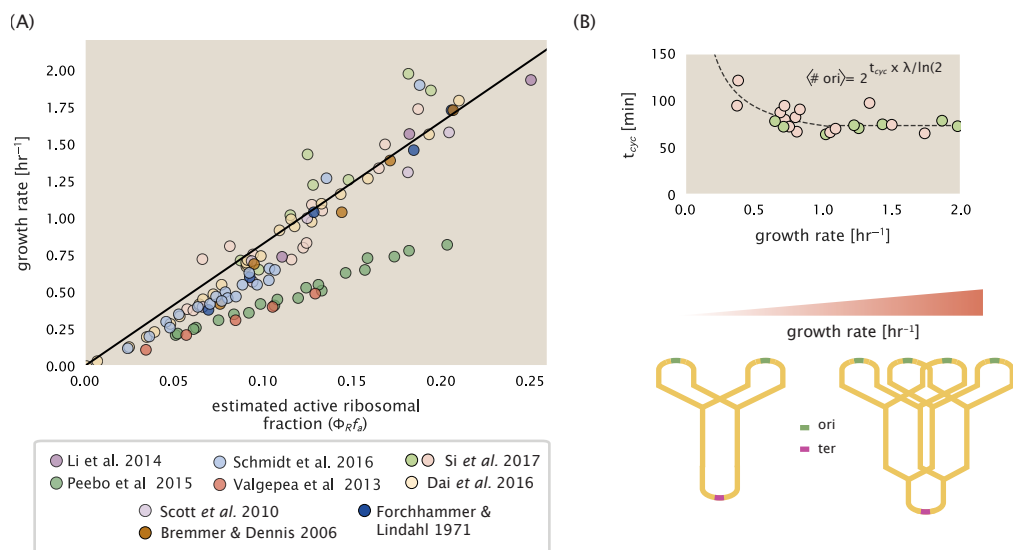 (A)
2.00
1.75
1.50
1.25
1.00
0.75
0.50
0.25
0.00
growth rate [hr⁻¹]
0.00 0.05 0.10 0.15 0.20 0.25
estimated active ribosomal
fraction (Φ_R f_a)
Li et al. 2014
Schmidt et al. 2016
Si et al. 2017
Peebo et al 2015
Valgepea et al 2013
Dai et al. 2016
Scott et al. 2010
Forchhammer &
Lindahl 1971
Bremmer & Dennis 2006
(B)
150
100
50
0
t_cyc [min]
⟨# ori⟩ = 2^t_cyc x λ/ln(2
0.0 0.5 1.0 1.5 2.0
growth rate [hr⁻¹]
growth rate [hr⁻¹]
ori
ter